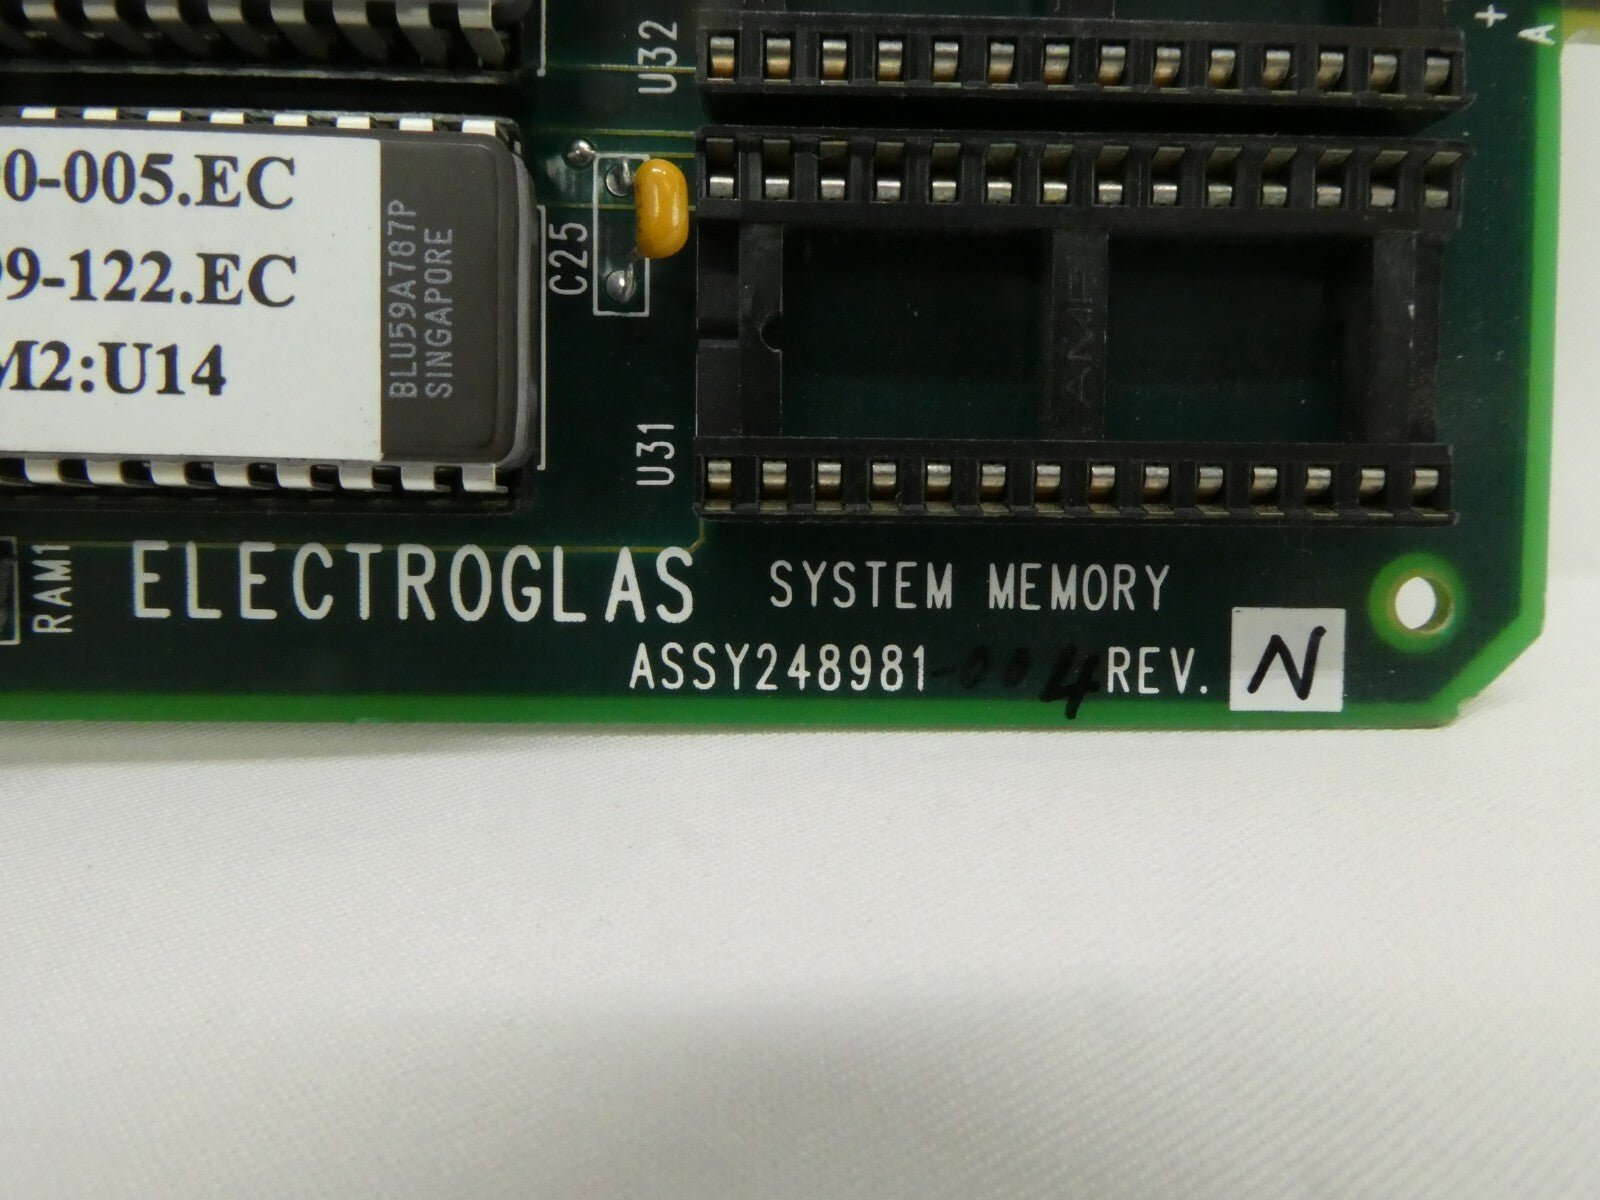 U32
+
A
0-005.EC
99-122.EC
M2:U14
BLU59A787P
SINGAPORE
C25
AMP
U31
RAM1
ELECTROGLAS SYSTEM MEMORY
ASSY248981-004 REV. N